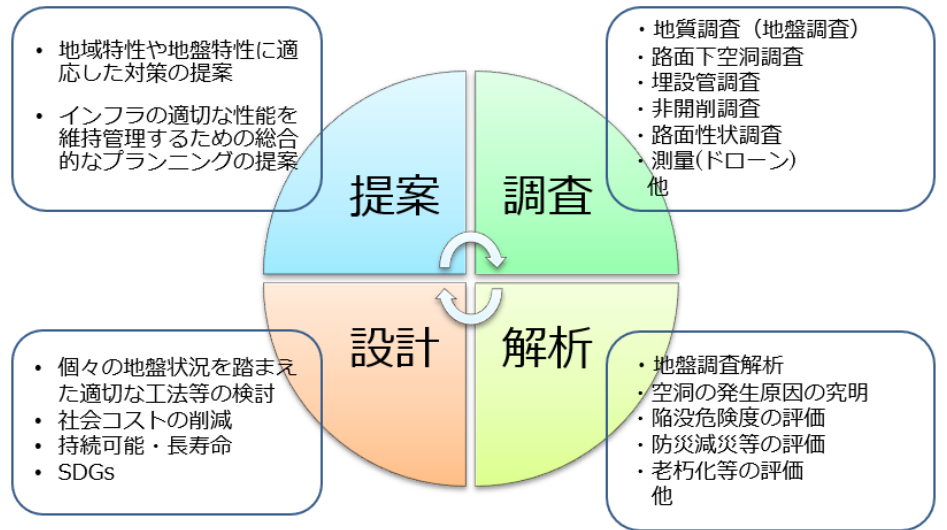 • 地域特性や地盤特性に適
応した対策の提案
• インフラの適切な性能を
維持管理するための総合
的なプランニングの提案
・地質調査（地盤調査）
・路面下空洞調査
・埋設管調査
・非開削調査
・路面性状調査
・測量(ドローン)
他
提案
調査
設計
解析
• 個々の地盤状況を踏まえ
た適切な工法等の検討
• 社会コストの削減
• 持続可能・長寿命
• SDGs
・地盤調査解析
・空洞の発生原因の究明
・陥没危険度の評価
・防災減災等の評価
・老朽化等の評価
他